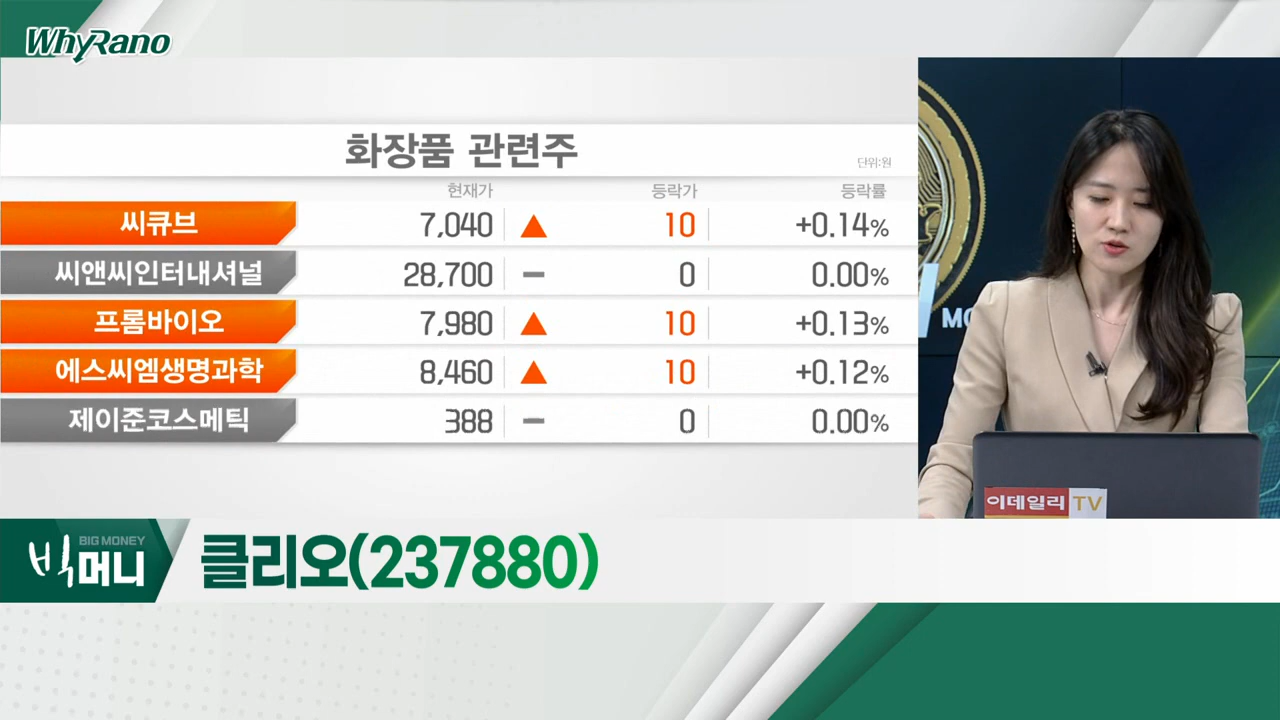 WhyRano
화장품 관련주
단위:원
현재가 등락가 등락률
씨큐브 7,040 ▲ 10 +0.14%
씨앤씨인터내셔널 28,700 - 0 0.00%
프롬바이오 7,980 ▲ 10 +0.13%
에스씨엠생명과학 8,460 ▲ 10 +0.12%
제이준코스메틱 388 - 0 0.00%
MO
이데일리 TV
BIG MONEY
빅머니
클리오(237880)